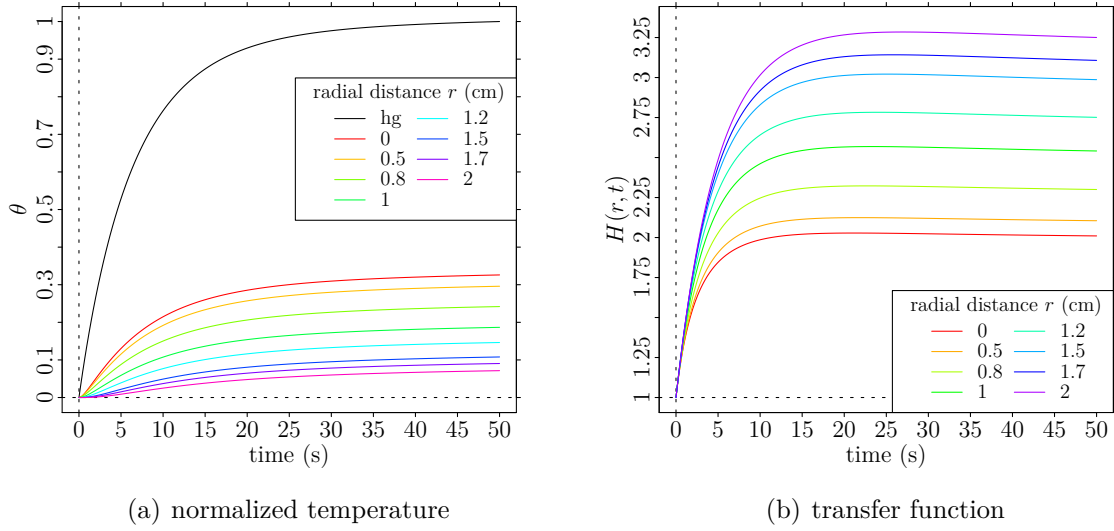 1
0.9
0.7
0.5
0.3
0.1
0
θ
radial distance r (cm)
hg 1.2
0 1.5
0.5 1.7
0.8 2
1
0 5 10 15 20 25 30 35 40 45 50
time (s)
(a) normalized temperature
3.25
3
2.75
2.5
2.25
2
1.75
1.25
1
H(r, t)
radial distance r (cm)
0 1.2
0.5 1.5
0.8 1.7
1 2
0 5 10 15 20 25 30 35 40 45 50
time (s)
(b) transfer function